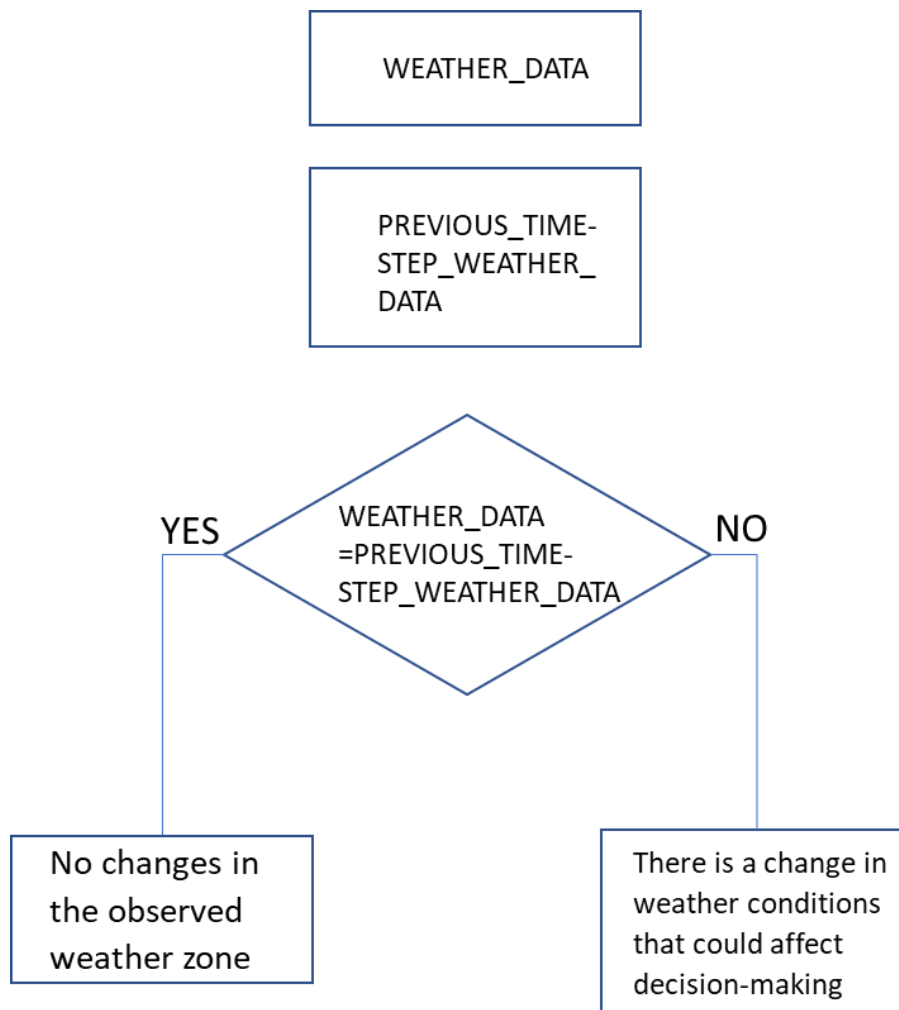 WEATHER_DATA
PREVIOUS_TIME-
STEP_WEATHER_
DATA
YES
NO
WEATHER_DATA
=PREVIOUS_TIME-
STEP_WEATHER_DATA
No changes in
the observed
weather zone
There is a change in
weather conditions
that could affect
decision-making